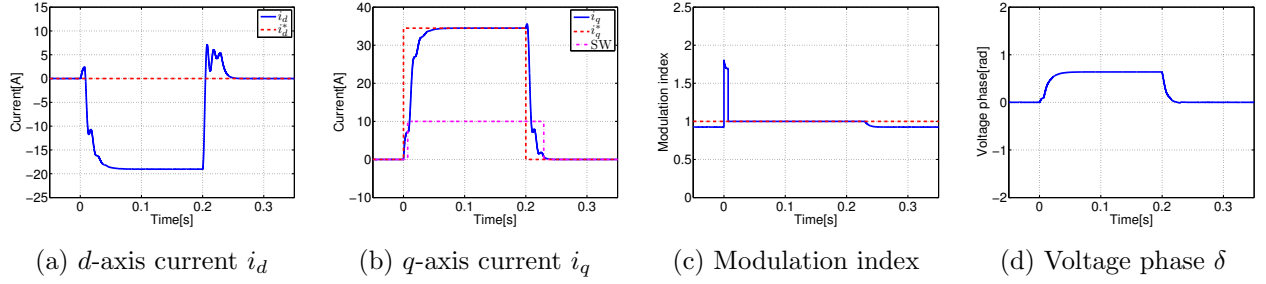 15
10
5
0
−5
−10
−15
−20
−25
Current[A]
0
0.1
0.2
0.3
Time[s]
i_d
i_d^*
(a) d-axis current i_d
40
30
20
10
0
−10
Current[A]
0
0.1
0.2
0.3
Time[s]
i_q
i_q^*
SW
(b) q-axis current i_q
2.5
2
1.5
1
0.5
0
Modulation index
0
0.1
0.2
0.3
Time[s]
(c) Modulation index
2
1
0
−1
−2
Voltage phase[rad]
0
0.1
0.2
0.3
Time[s]
(d) Voltage phase δ